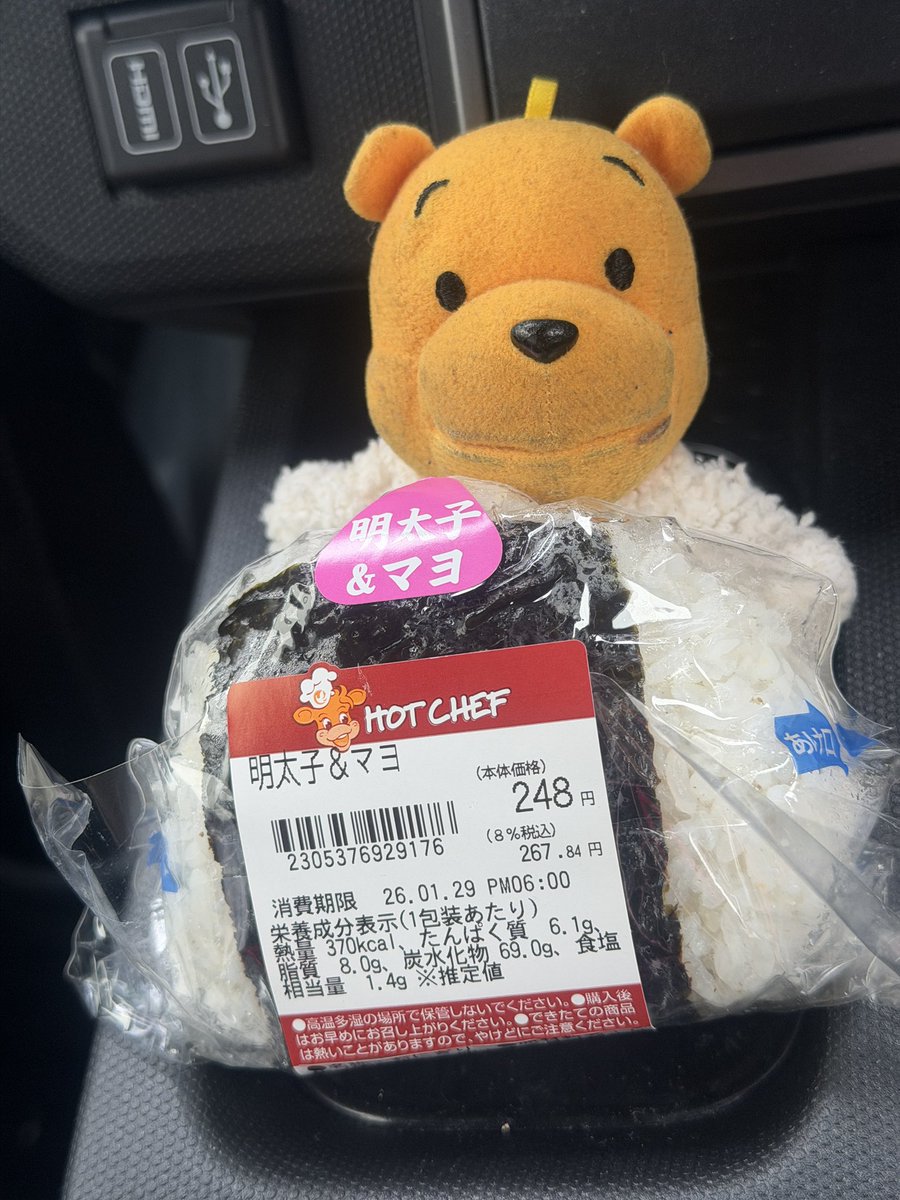 HDMI
明太子
&マヨ
HOT CHEF
明太子&マヨ
(本体価格)
248円
2305376929176
(8%税込)
267.84円
消費期限 26.01.29 PM06:00
栄養成分表示(1包装あたり)
熱量 370kcal、たんぱく質 6.1g、
脂質 8.0g、炭水化物 69.0g、食塩
相当量 1.4g ※推定値
●高温多湿の場所で保管しないでください。●購入後
はお早めにお召し上がりください。●できたての商品
は熱いことがありますので、やけどにご注意ください。
あけ口